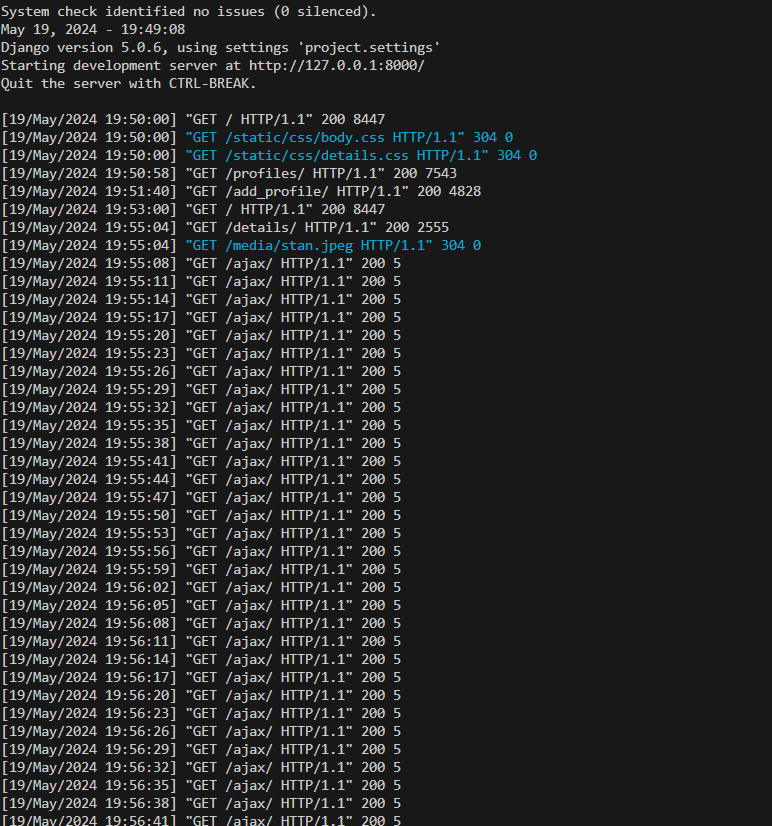 System check identified no issues (0 silenced).
May 19, 2024 - 19:49:08
Django version 5.0.6, using settings 'project.settings'
Starting development server at http://127.0.0.1:8000/
Quit the server with CTRL-BREAK.
[19/May/2024 19:50:00] "GET / HTTP/1.1" 200 8447
[19/May/2024 19:50:00] "GET /static/css/body.css HTTP/1.1" 304 0
[19/May/2024 19:50:00] "GET /static/css/details.css HTTP/1.1" 304 0
[19/May/2024 19:50:58] "GET /profiles/ HTTP/1.1" 200 7543
[19/May/2024 19:51:40] "GET /add_profile/ HTTP/1.1" 200 4828
[19/May/2024 19:53:00] "GET / HTTP/1.1" 200 8447
[19/May/2024 19:55:04] "GET /details/ HTTP/1.1" 200 2555
[19/May/2024 19:55:04] "GET /media/stan.jpeg HTTP/1.1" 304 0
[19/May/2024 19:55:08] "GET /ajax/ HTTP/1.1" 200 5
[19/May/2024 19:55:11] "GET /ajax/ HTTP/1.1" 200 5
[19/May/2024 19:55:14] "GET /ajax/ HTTP/1.1" 200 5
[19/May/2024 19:55:17] "GET /ajax/ HTTP/1.1" 200 5
[19/May/2024 19:55:20] "GET /ajax/ HTTP/1.1" 200 5
[19/May/2024 19:55:23] "GET /ajax/ HTTP/1.1" 200 5
[19/May/2024 19:55:26] "GET /ajax/ HTTP/1.1" 200 5
[19/May/2024 19:55:29] "GET /ajax/ HTTP/1.1" 200 5
[19/May/2024 19:55:32] "GET /ajax/ HTTP/1.1" 200 5
[19/May/2024 19:55:35] "GET /ajax/ HTTP/1.1" 200 5
[19/May/2024 19:55:38] "GET /ajax/ HTTP/1.1" 200 5
[19/May/2024 19:55:41] "GET /ajax/ HTTP/1.1" 200 5
[19/May/2024 19:55:44] "GET /ajax/ HTTP/1.1" 200 5
[19/May/2024 19:55:47] "GET /ajax/ HTTP/1.1" 200 5
[19/May/2024 19:55:50] "GET /ajax/ HTTP/1.1" 200 5
[19/May/2024 19:55:53] "GET /ajax/ HTTP/1.1" 200 5
[19/May/2024 19:55:56] "GET /ajax/ HTTP/1.1" 200 5
[19/May/2024 19:55:59] "GET /ajax/ HTTP/1.1" 200 5
[19/May/2024 19:56:02] "GET /ajax/ HTTP/1.1" 200 5
[19/May/2024 19:56:05] "GET /ajax/ HTTP/1.1" 200 5
[19/May/2024 19:56:08] "GET /ajax/ HTTP/1.1" 200 5
[19/May/2024 19:56:11] "GET /ajax/ HTTP/1.1" 200 5
[19/May/2024 19:56:14] "GET /ajax/ HTTP/1.1" 200 5
[19/May/2024 19:56:17] "GET /ajax/ HTTP/1.1" 200 5
[19/May/2024 19:56:20] "GET /ajax/ HTTP/1.1" 200 5
[19/May/2024 19:56:23] "GET /ajax/ HTTP/1.1" 200 5
[19/May/2024 19:56:26] "GET /ajax/ HTTP/1.1" 200 5
[19/May/2024 19:56:29] "GET /ajax/ HTTP/1.1" 200 5
[19/May/2024 19:56:32] "GET /ajax/ HTTP/1.1" 200 5
[19/May/2024 19:56:35] "GET /ajax/ HTTP/1.1" 200 5
[19/May/2024 19:56:38] "GET /ajax/ HTTP/1.1" 200 5
[19/May/2024 19:56:41] "GET /ajax/ HTTP/1.1" 200 5